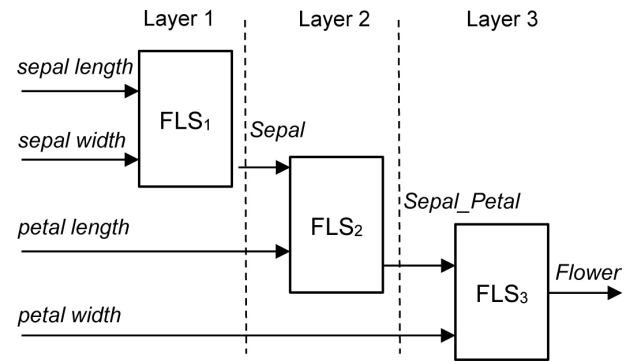 Layer 1 Layer 2 Layer 3
sepal length
FLS₁
sepal width
Sepal
Sepal_Petal
petal length
FLS₂
Flower
FLS₃
petal width